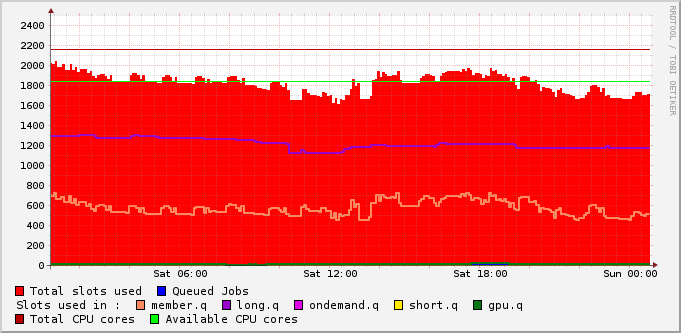 RRDTOOL / TOBI OETIKER
2400
2200
2000
1800
1600
1400
1200
1000
800
600
400
200
0
Sat 06:00 Sat 12:00 Sat 18:00 Sun 00:00
Total slots used Queued Jobs
Slots used in : member.q long.q ondemand.q short.q gpu.q
Total CPU cores Available CPU cores